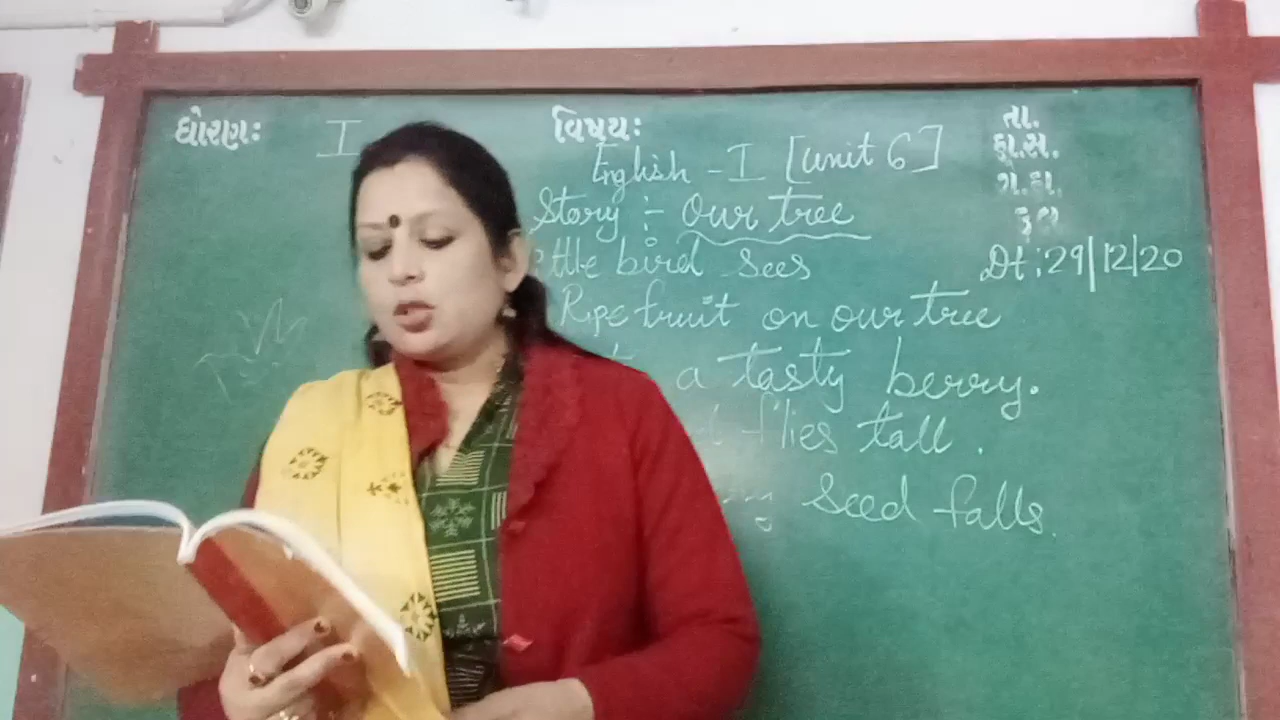 ધોરણઃ I વિષયઃ તા.
English - I [Unit 6] હા.સ.
ગ.હા.
Story :- Our tree કુલ
bird sees Dt:29/12/20
Ripe fruit on our tree
a tasty berry.
flies tall.
Seed falls.